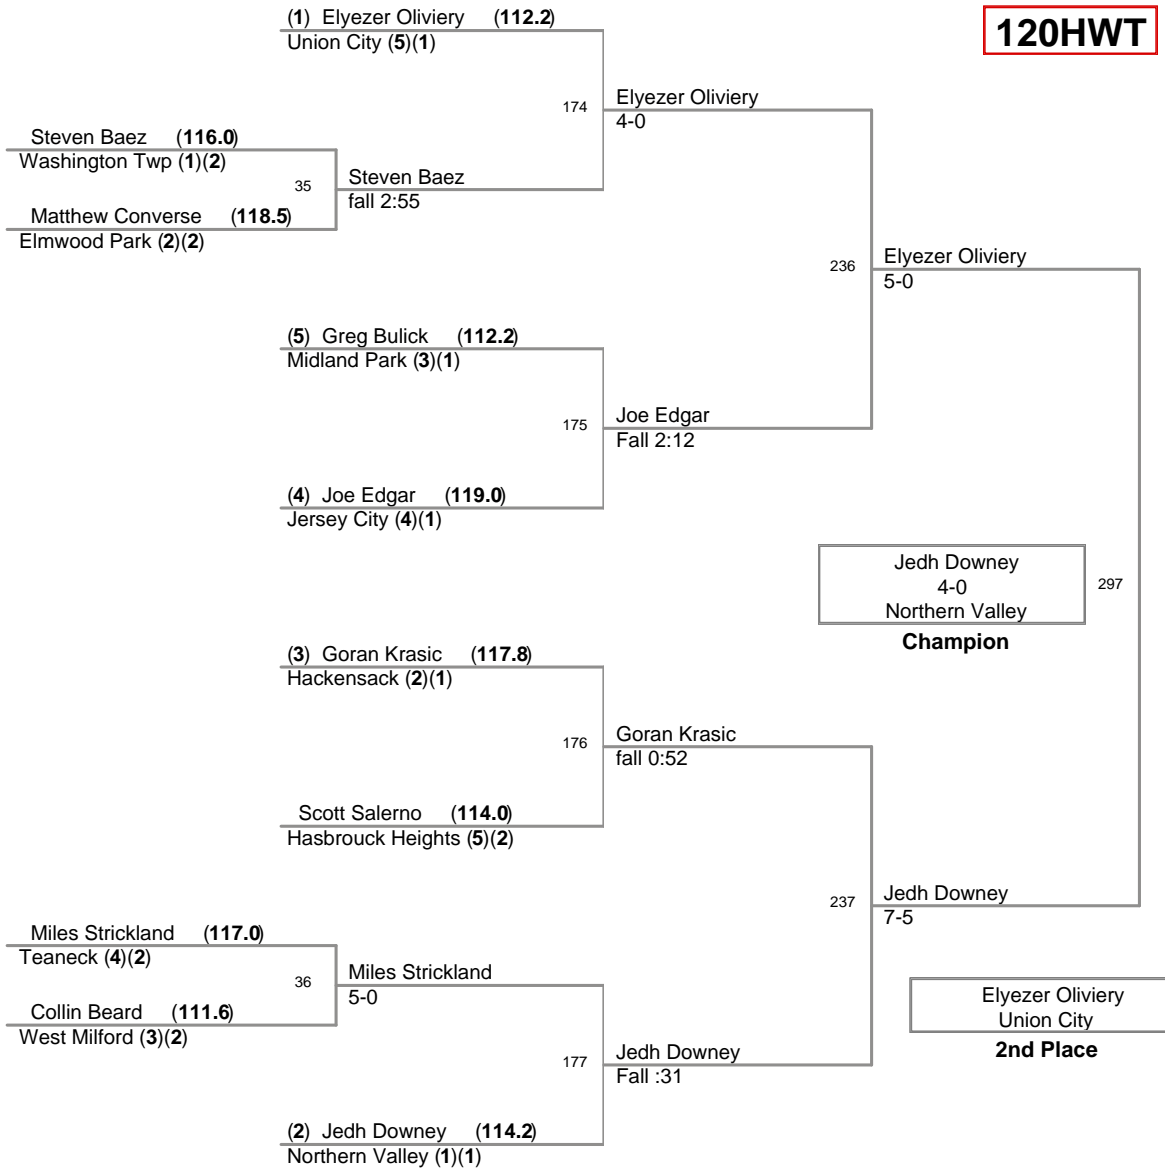 (1) Elyezer Oliviery (112.2)
Union City (5)(1)
120HWT
174
Elyezer Oliviery
4-0
Steven Baez (116.0)
Washington Twp (1)(2)
35
Steven Baez
fall 2:55
Matthew Converse (118.5)
Elmwood Park (2)(2)
236
Elyezer Oliviery
5-0
(5) Greg Bulick (112.2)
Midland Park (3)(1)
175
Joe Edgar
Fall 2:12
(4) Joe Edgar (119.0)
Jersey City (4)(1)
Jedh Downey
4-0
Northern Valley
Champion
297
(3) Goran Krasic (117.8)
Hackensack (2)(1)
176
Goran Krasic
fall 0:52
Scott Salerno (114.0)
Hasbrouck Heights (5)(2)
237
Jedh Downey
7-5
Miles Strickland (117.0)
Teaneck (4)(2)
36
Miles Strickland
5-0
Collin Beard (111.6)
West Milford (3)(2)
Elyezer Oliviery
Union City
2nd Place
177
Jedh Downey
Fall :31
(2) Jedh Downey (114.2)
Northern Valley (1)(1)